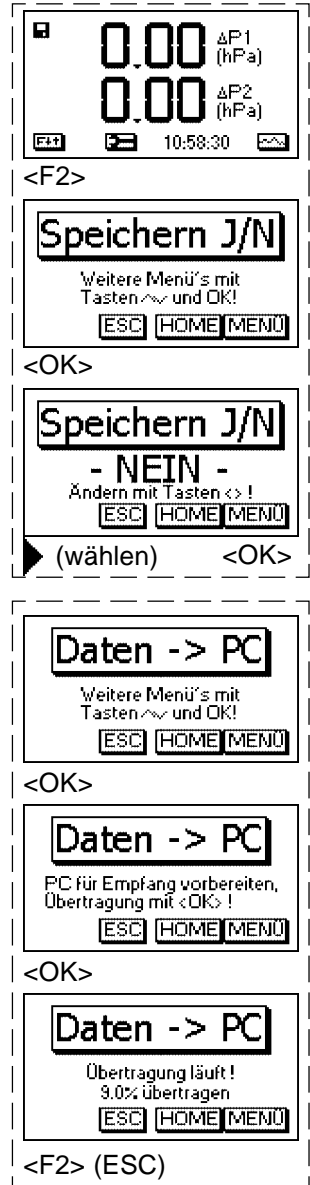 0.00 ΔP1
(hPa)
0.00 ΔP2
(hPa)
F↓↑ 10:58:30
<F2>
Speichern J/N
Weitere Menü's mit
Tasten und OK!
ESC HOME MENÜ
<OK>
Speichern J/N
- NEIN -
Ändern mit Tasten <> !
ESC HOME MENÜ
(wählen) <OK>
Daten -> PC
Weitere Menü's mit
Tasten und OK!
ESC HOME MENÜ
<OK>
Daten -> PC
PC für Empfang vorbereiten,
Übertragung mit <OK> !
ESC HOME MENÜ
<OK>
Daten -> PC
Übertragung läuft !
9.0% übertragen
ESC HOME MENÜ
<F2> (ESC)